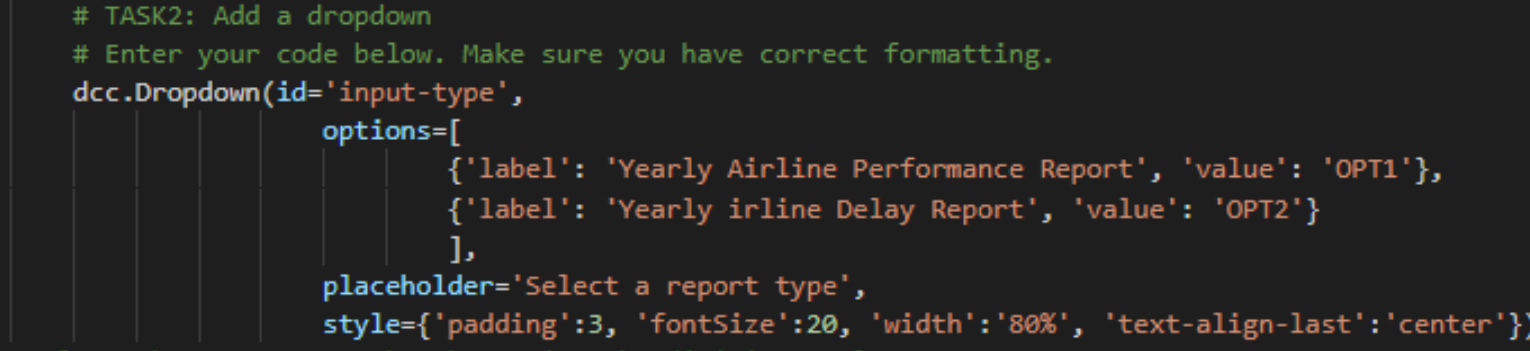 # TASK2: Add a dropdown
# Enter your code below. Make sure you have correct formatting.
dcc.Dropdown(id='input-type',
options=[
{'label': 'Yearly Airline Performance Report', 'value': 'OPT1'},
{'label': 'Yearly irline Delay Report', 'value': 'OPT2'}
],
placeholder='Select a report type',
style={'padding':3, 'fontSize':20, 'width':'80%', 'text-align-last':'center'})